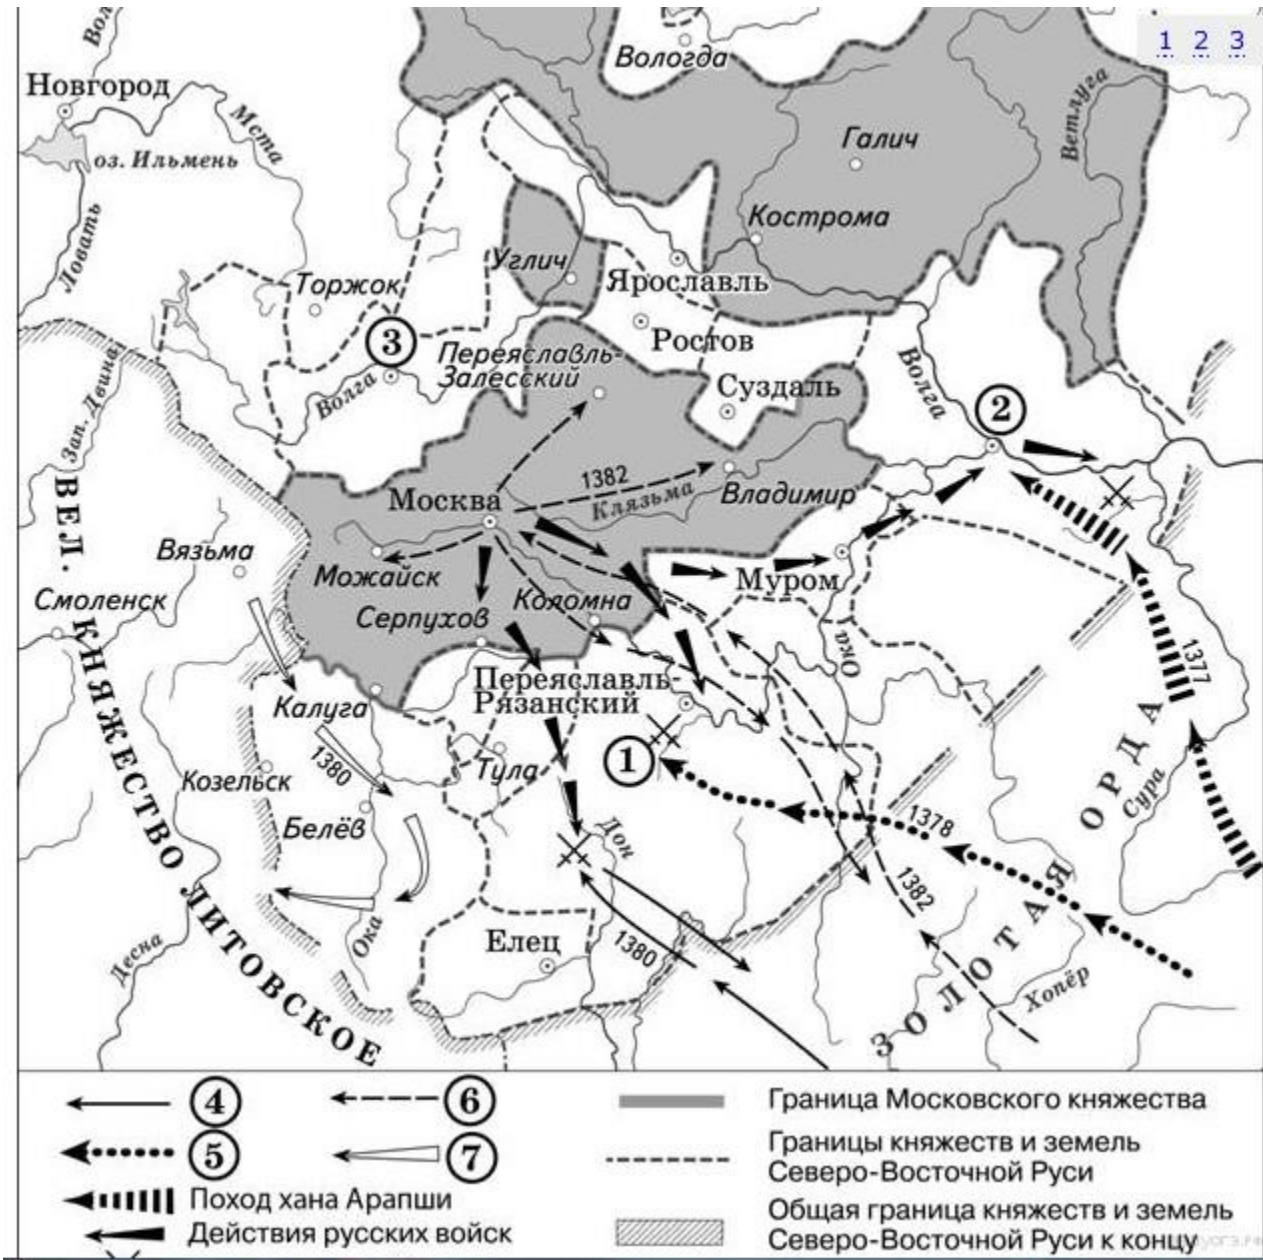 1 2 3
Вол
Вологда
Новгород
Мста
оз. Ильмень
Ловать
Ветлуга
Галич
Кострома
Углич
Ярославль
Торжок
Ростов
3
Переяславль-
Залесский
Волга
Суздаль
Волга
2
Зап. Двина
Москва
1382
Клязьма
Владимир
Вязьма
Можайск
Муром
Смоленск
Серпухов
Коломна
Ока
1377
Переяславль-
Рязанский
Калуга
1380
1
Козельск
Тула
Белёв
Дон
1378
Сура
1382
Ока
Елец
1380
Десна
Хопёр
ВЕЛ. КНЯЖЕСТВО ЛИТОВСКОЕ
ЗОЛОТАЯ ОРДА
4
6
Граница Московского княжества
5
7
Границы княжеств и земель
Северо-Восточной Руси
Поход хана Арапши
Действия русских войск
Общая граница княжеств и земель
Северо-Восточной Руси к концу